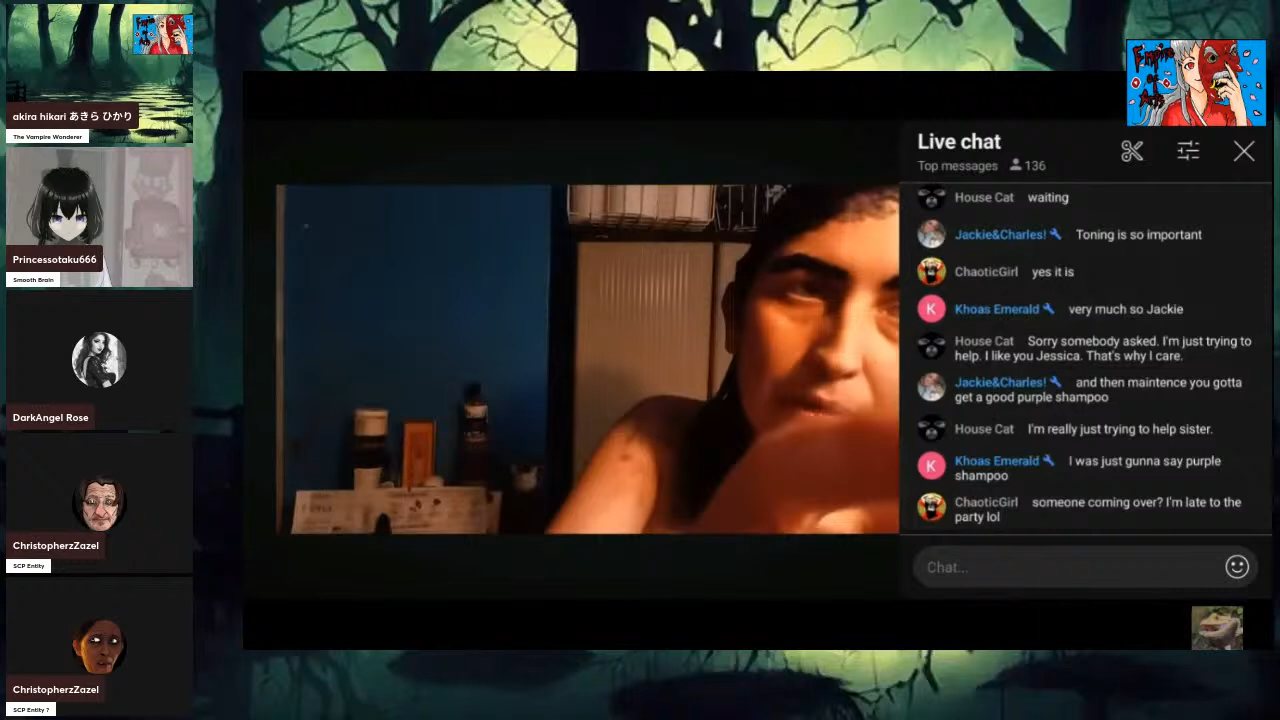 akira hikari あきら ひかり
The Vampire Wonderer
Princessotaku666
Smooth Brain
DarkAngel Rose
ChristopherzZazel
SCP Entity
ChristopherzZazel
SCP Entity ?
Empire
of
Arts
Live chat
Top messages 136
House Cat waiting
Jackie&Charles! Toning is so important
ChaoticGirl yes it is
K Khoas Emerald very much so Jackie
House Cat Sorry somebody asked. I'm just trying to
help. I like you Jessica. That's why I care.
Jackie&Charles! and then maintence you gotta
get a good purple shampoo
House Cat I'm really just trying to help sister.
K Khoas Emerald I was just gunna say purple
shampoo
ChaoticGirl someone coming over? I'm late to the
party lol
Chat...